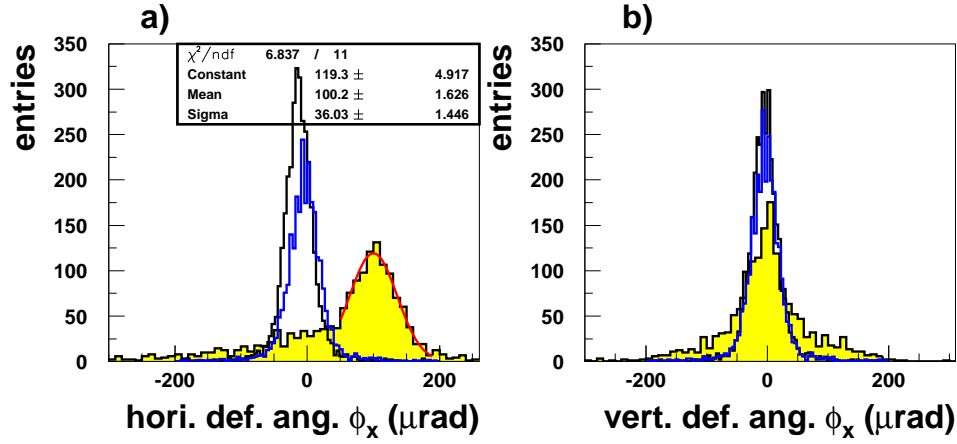 a)
b)
entries
350
300
250
200
150
100
50
0
χ²/ndf 6.837 / 11
Constant 119.3 ± 4.917
Mean 100.2 ± 1.626
Sigma 36.03 ± 1.446
-200 0 200
hori. def. ang. ϕx (μrad)
entries
350
300
250
200
150
100
50
0
-200 0 200
vert. def. ang. ϕx (μrad)